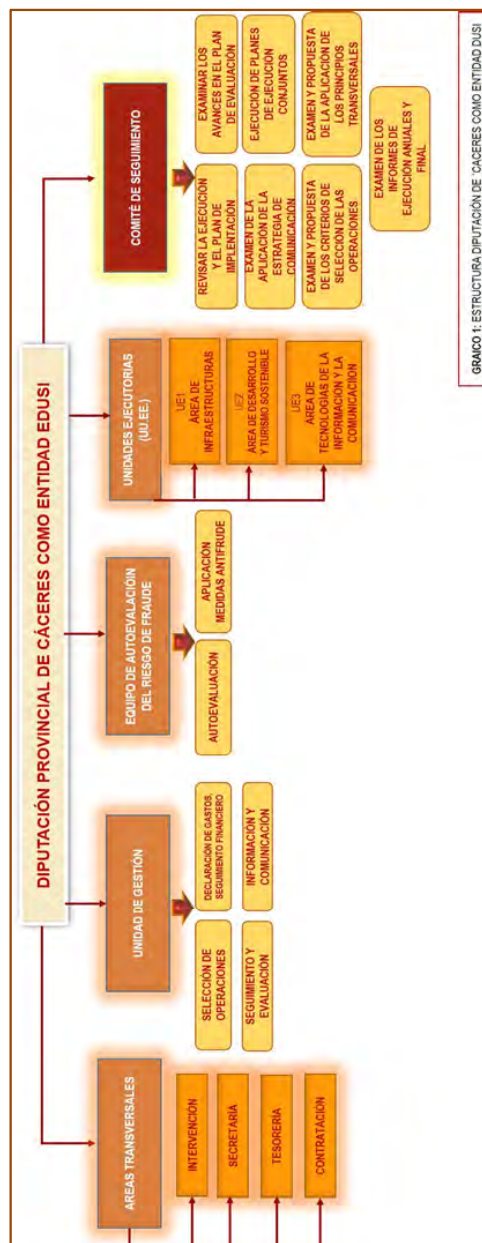 DIPUTACIÓN PROVINCIAL DE CÁCERES COMO ENTIDAD EDUSI
AREAS TRANSVERSALES
INTERVENCIÓN
SECRETARÍA
TESORERÍA
CONTRATACIÓN
UNIDAD DE GESTIÓN
SELECCIÓN DE
OPERACIONES
DECLARACIÓN DE GASTOS,
SEGUIMIENTO FINANCIERO
SEGUIMIENTO Y
EVALUACIÓN
INFORMACIÓN Y
COMUNICACIÓN
EQUIPO DE AUTOEVALACIÓN
DEL RIESGO DE FRAUDE
AUTOEVALUACIÓN
APLICACIÓN
MEDIDAS ANTIFRUDE
UNIDADES EJECUTORIAS
(UU.EE.)
UE1
ÁREA DE
INFRAESTRUCTURAS
UE2
ÁREA DE DESARROLLO
Y TURISMO SOSTENIBLE
UE3
ÁREA DE
TECNOLOGÍAS DE LA
INFORMACIÓN Y LA
COMUNICACIION
COMITÉ DE SEGUIMIENTO
REVISAR LA EJECUCIÓN
Y EL PLAN DE
IMPLENTACIÓN
EXAMINAR LOS
AVANCES EN EL PLAN
DE EVALUACIÓN
EXAMEN DE LA
APLICACIÓN DE LA
ESTRATEGIA DE
COMUNICACIÓN
EJECUCIÓN DE PLANES
DE EJECUCIÓN
CONJUNTOS
EXAMEN Y PROPUESTA
DE LOS CRITERIOS DE
SELECCIÓN DE LAS
OPERACIONES
EXAMEN Y PROPUESTA
DE LA APLICACIÓN DE
LOS PRINCIPIOS
TRANSVERSALES
EXAMEN DE LOS
INFORMES DE
EJECUCIÓN ANUALES Y
FINAL
GRAICO 1: ESTRUCTURA DIPUTACIÓN DE ´CACERES COMO ENTIDAD DUSI